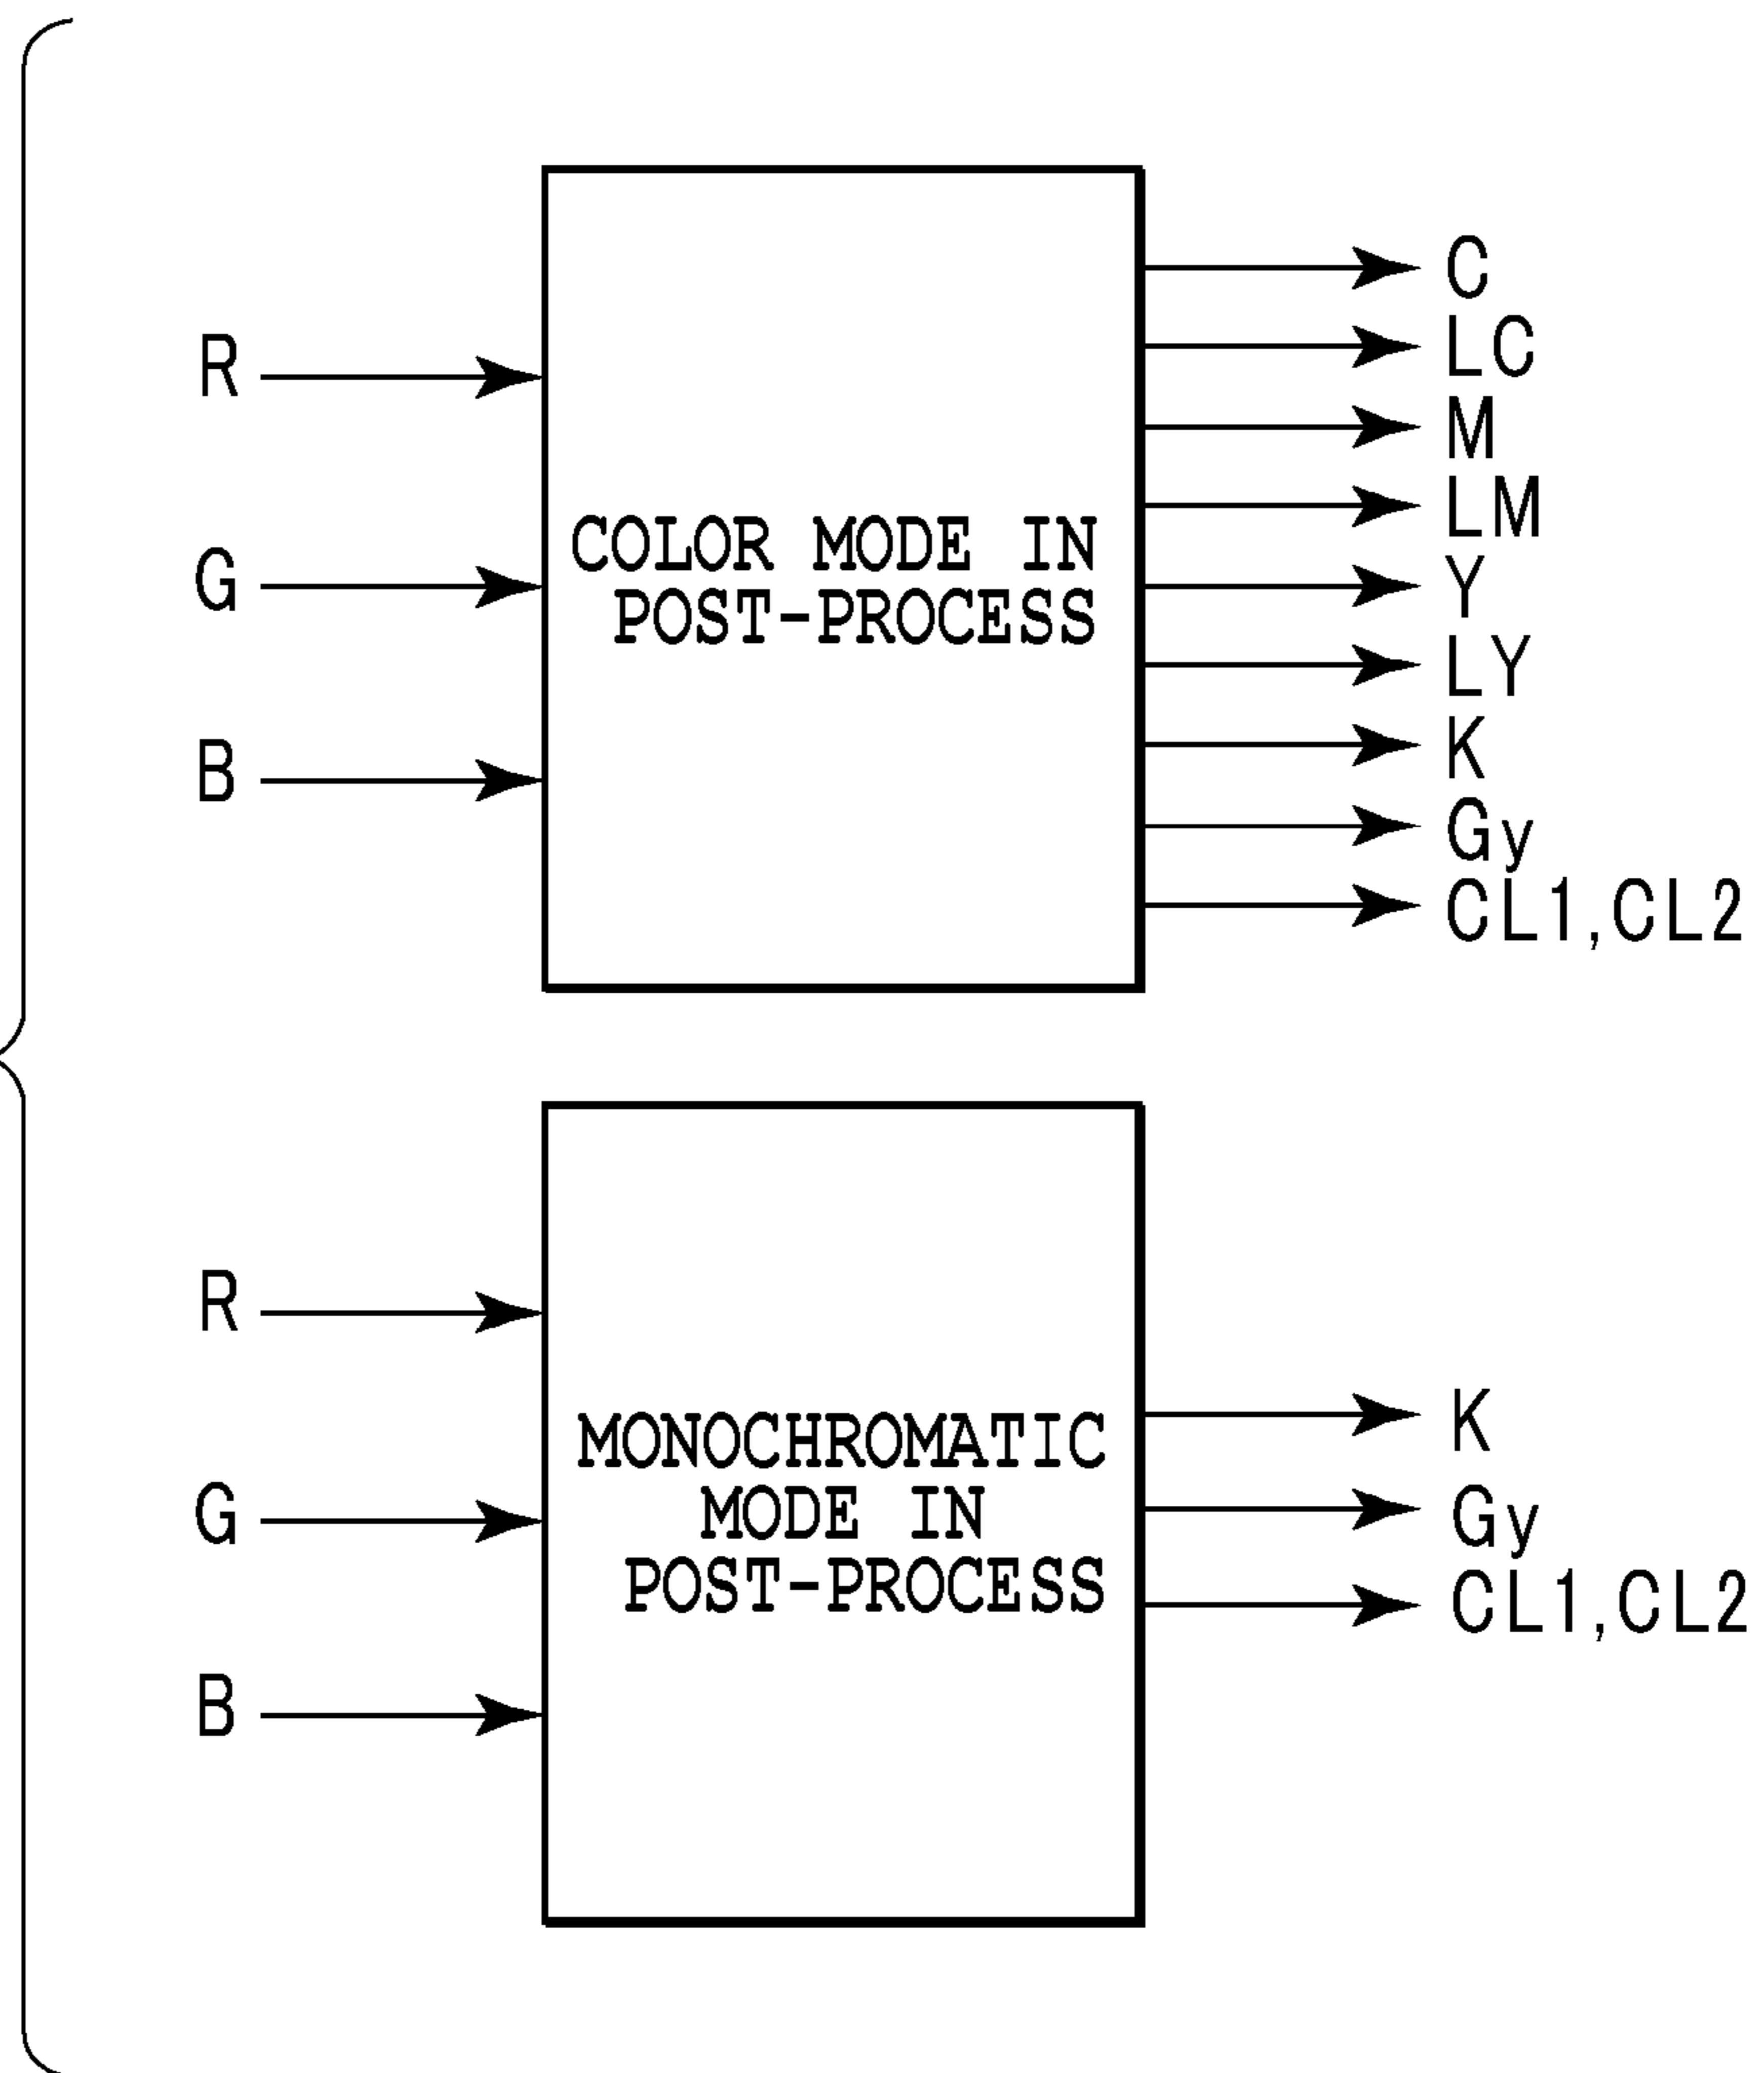 R
G
B
COLOR MODE IN
POST-PROCESS
C
LC
M
LM
Y
LY
K
Gy
CL1,CL2
R
G
B
MONOCHROMATIC
MODE IN
POST-PROCESS
K
Gy
CL1,CL2